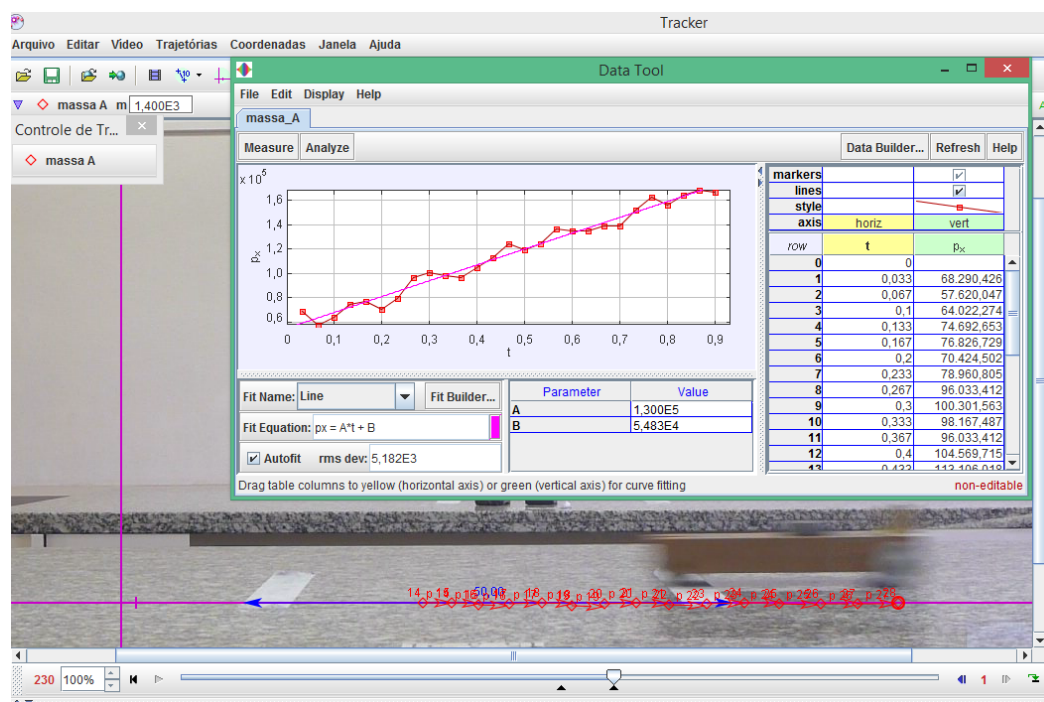 Tracker
Arquivo Editar Video Trajetórias Coordenadas Janela Ajuda
massa A m 1,400E3
Controle de Tr...
massa A
Data Tool
File Edit Display Help
massa_A
Measure Analyze Data Builder... Refresh Help
x 10^5
1,6
1,4
1,2
1,0
0,8
0,6
px
0 0,1 0,2 0,3 0,4 0,5 0,6 0,7 0,8 0,9
t
markers
lines
style
axis horiz vert
row t px
0 0
1 0,033 68.290,426
2 0,067 57.620,047
3 0,1 64.022,274
4 0,133 74.692,653
5 0,167 76.826,729
6 0,2 70.424,502
7 0,233 78.960,805
8 0,267 96.033,412
9 0,3 100.301,563
10 0,333 98.167,487
11 0,367 96.033,412
12 0,4 104.569,715
13 0,433 113.106,018
Fit Name: Line Fit Builder...
Fit Equation: px = A*t + B
Autofit rms dev: 5,182E3
Parameter Value
A 1,300E5
B 5,483E4
Drag table columns to yellow (horizontal axis) or green (vertical axis) for curve fitting non-editable
50,00
230 100% 1